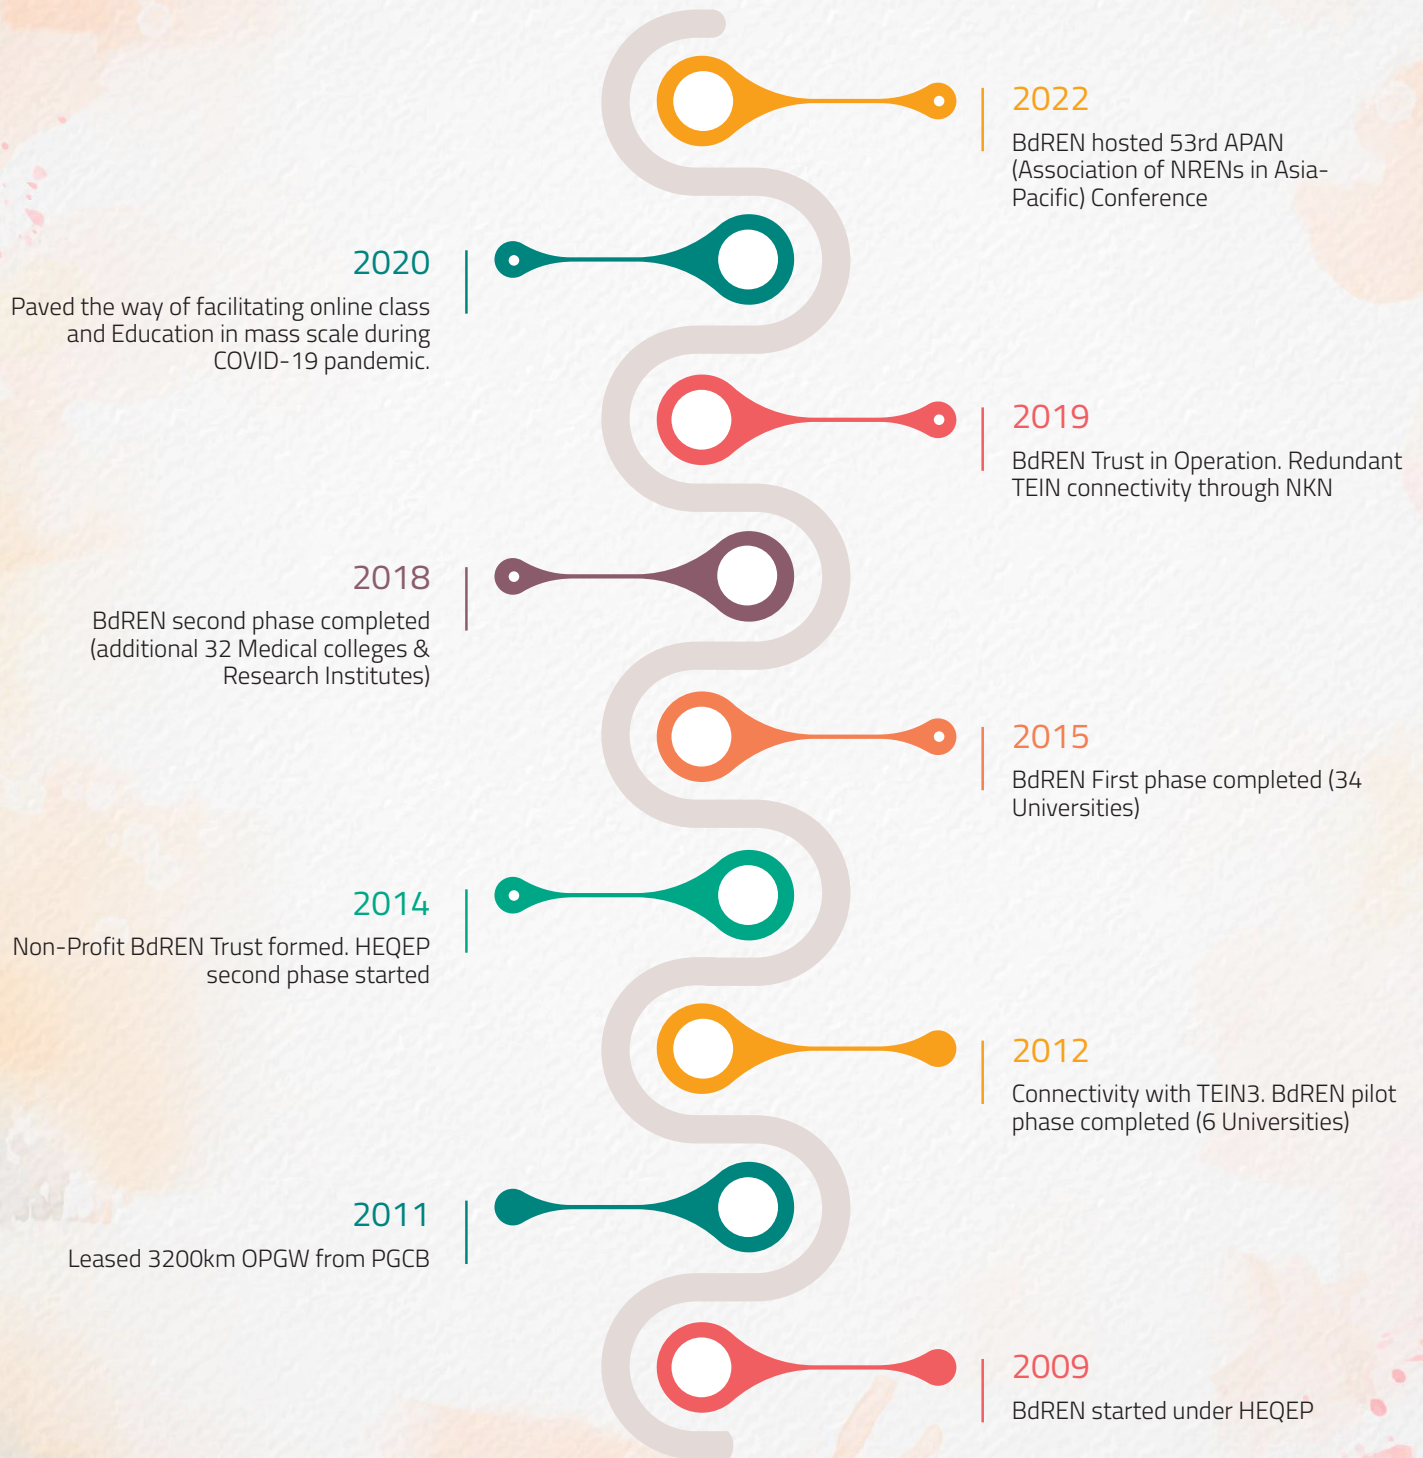 2022
BdREN hosted 53rd APAN
(Association of NRENs in Asia-
Pacific) Conference
2020
Paved the way of facilitating online class
and Education in mass scale during
COVID-19 pandemic.
2019
BdREN Trust in Operation. Redundant
TEIN connectivity through NKN
2018
BdREN second phase completed
(additional 32 Medical colleges &
Research Institutes)
2015
BdREN First phase completed (34
Universities)
2014
Non-Profit BdREN Trust formed. HEQEP
second phase started
2012
Connectivity with TEIN3. BdREN pilot
phase completed (6 Universities)
2011
Leased 3200km OPGW from PGCB
2009
BdREN started under HEQEP